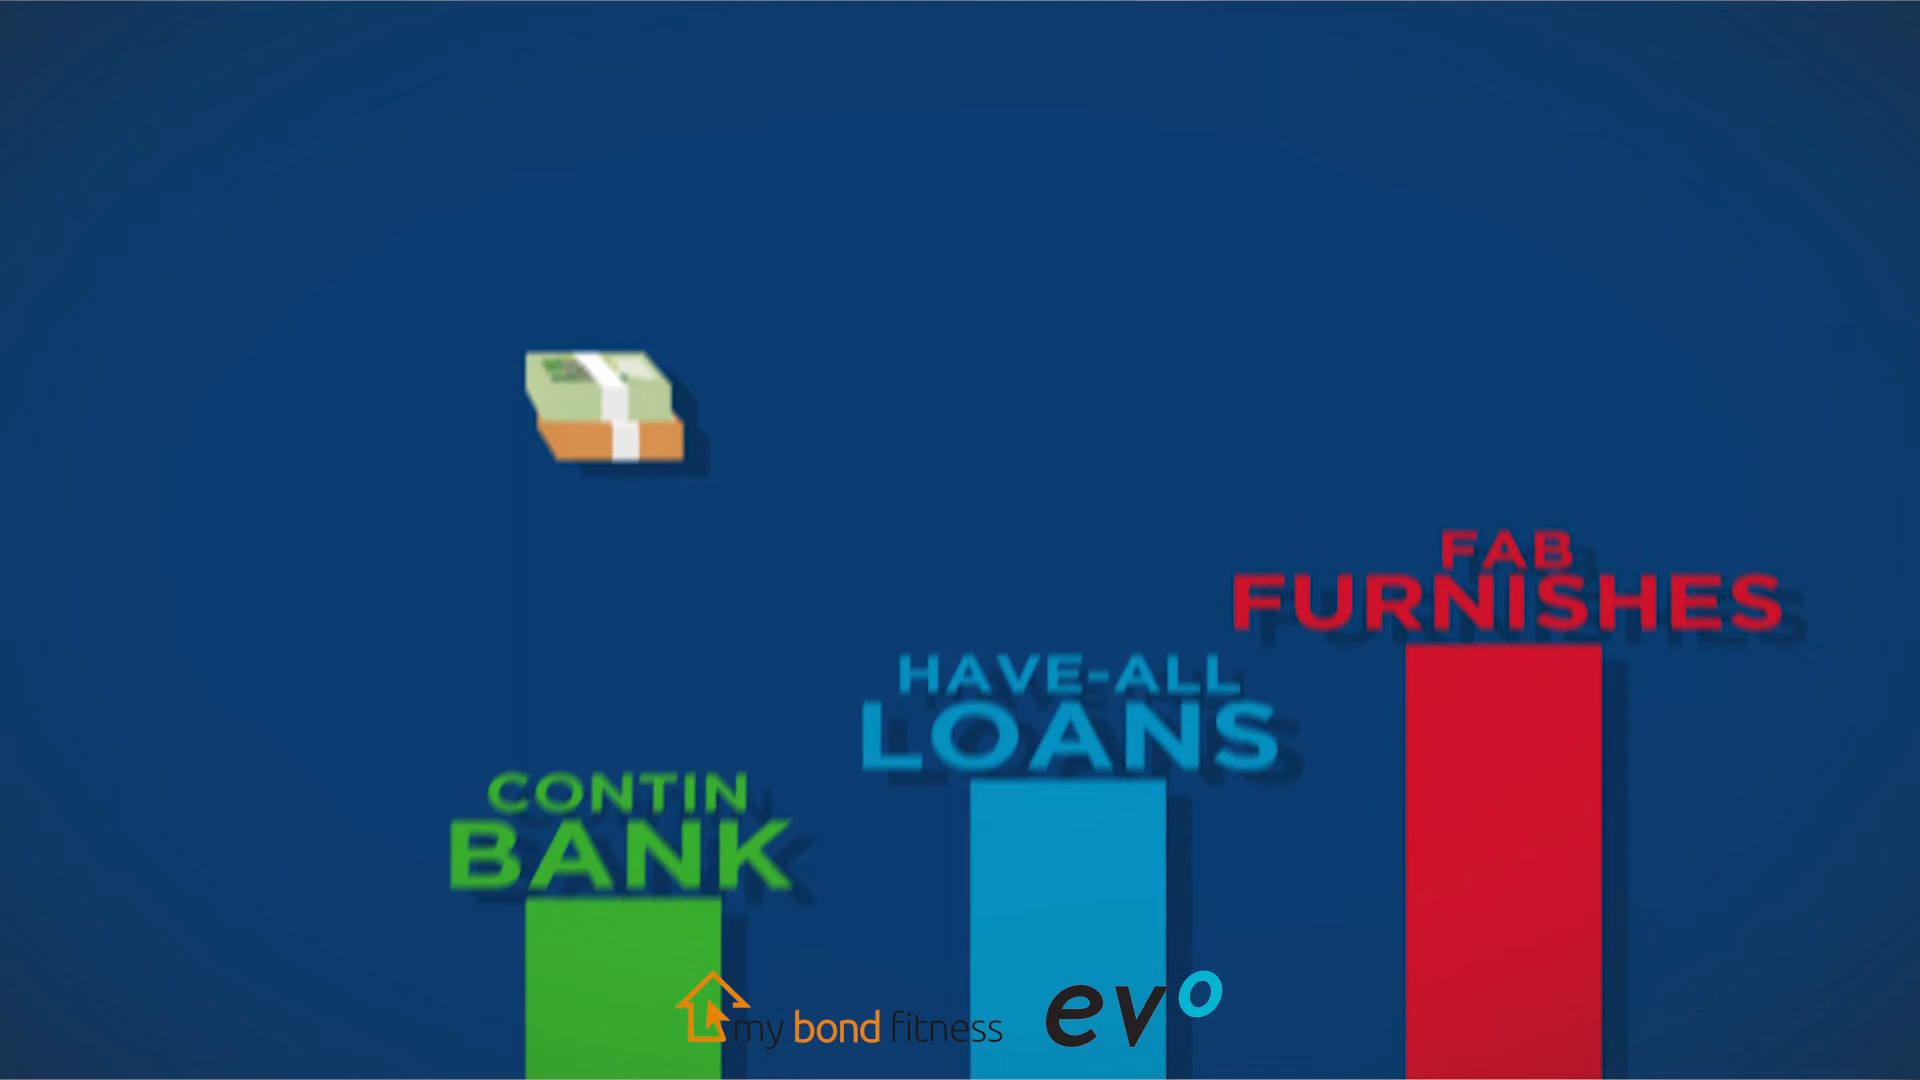 FAB
FURNISHES
HAVE-ALL
LOANS
CONTIN
BANK
my bond fitness
evo